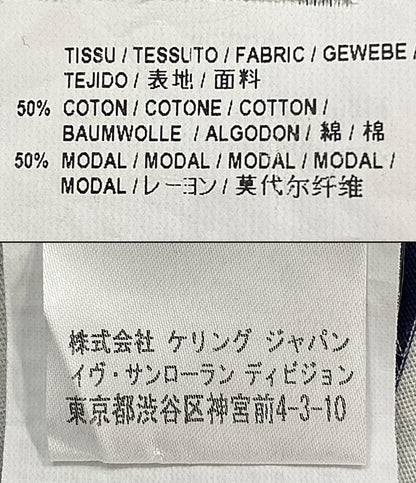 TISSU / TESSUTO / FABRIC / GEWEBE /
TEJIDO / 表地 / 面料
50% COTON / COTONE / COTTON /
BAUMWOLLE / ALGODON / 綿 / 棉
50% MODAL / MODAL / MODAL / MODAL /
MODAL / レーヨン / 莫代尔纤维
株式会社 ケリング ジャパン
イヴ・サンローラン ディビジョン
東京都渋谷区神宮前4-3-10